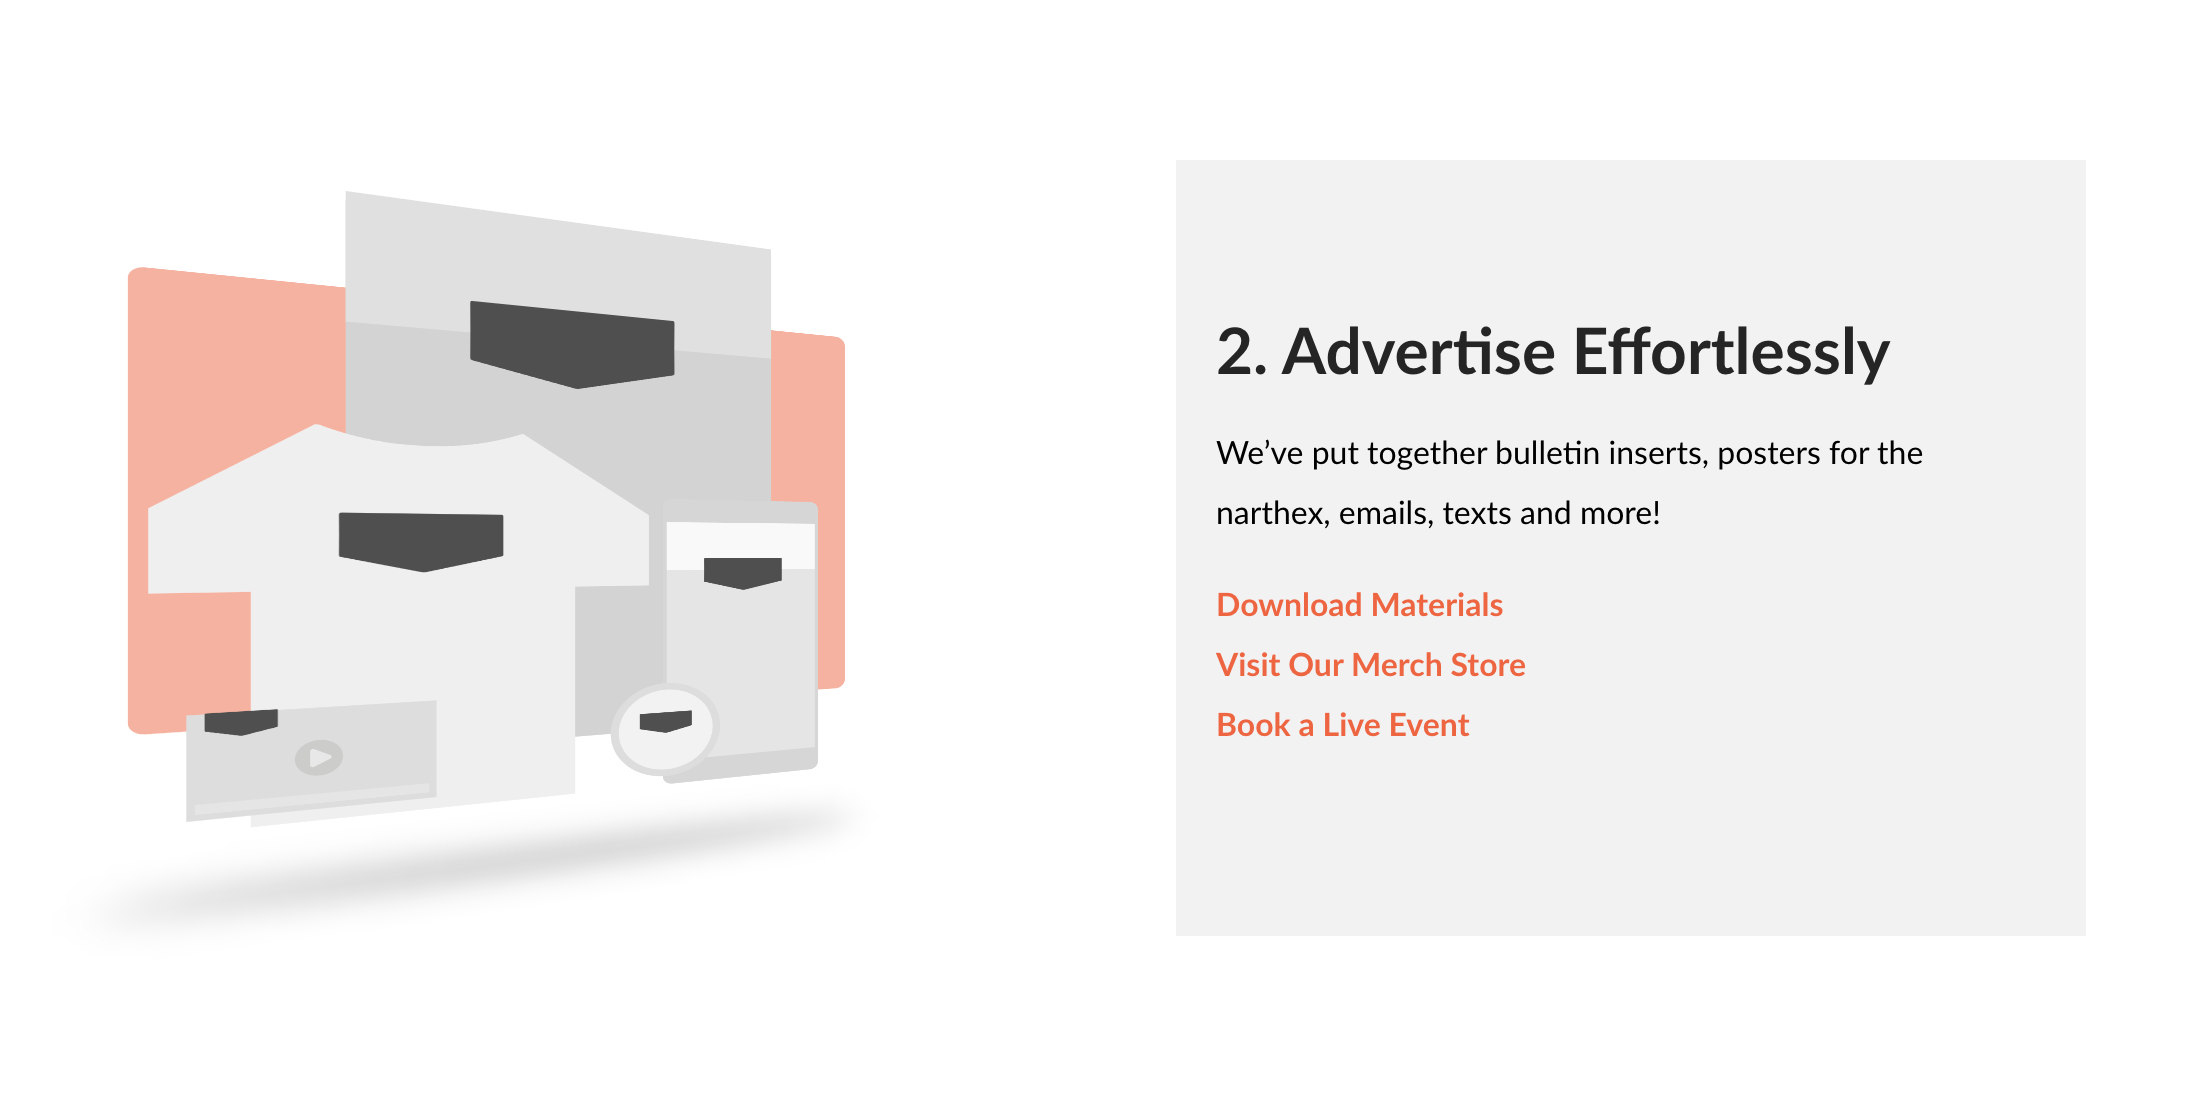 2. Advertise Effortlessly
We’ve put together bulletin inserts, posters for the
narthex, emails, texts and more!
Download Materials
Visit Our Merch Store
Book a Live Event